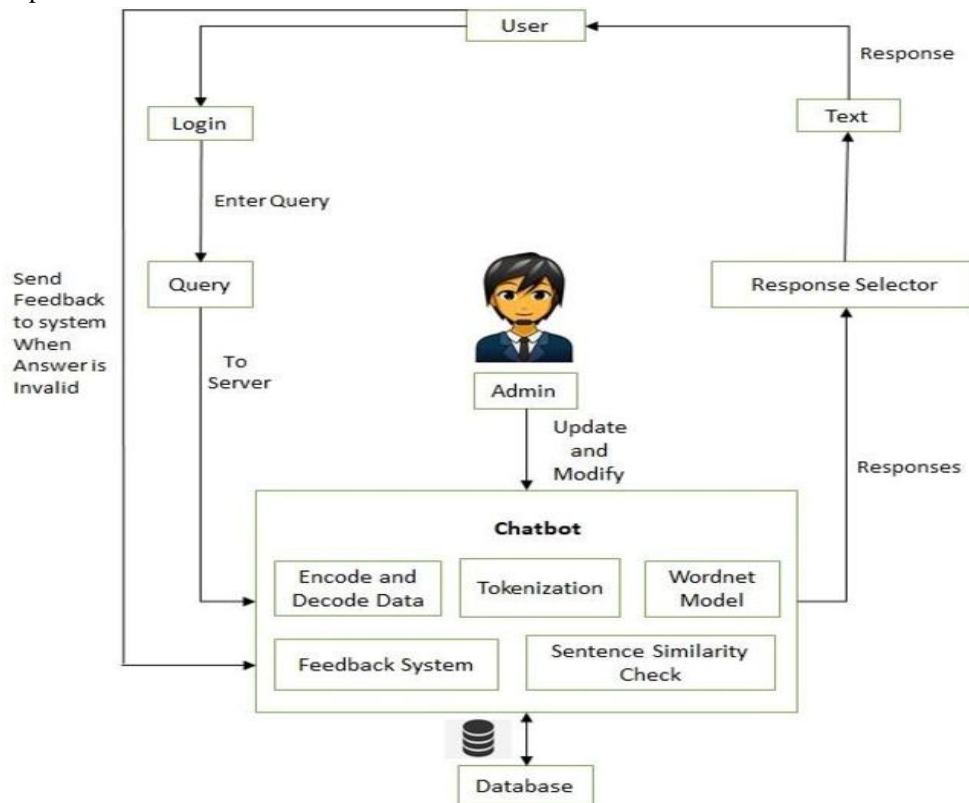 User
Response
Login
Text
Enter Query
Send
Feedback
to system
When
Answer is
Invalid
Query
Response Selector
To
Server
Admin
Update
and
Modify
Responses
Chatbot
Encode and
Decode Data
Tokenization
Wordnet
Model
Feedback System
Sentence Similarity
Check
Database